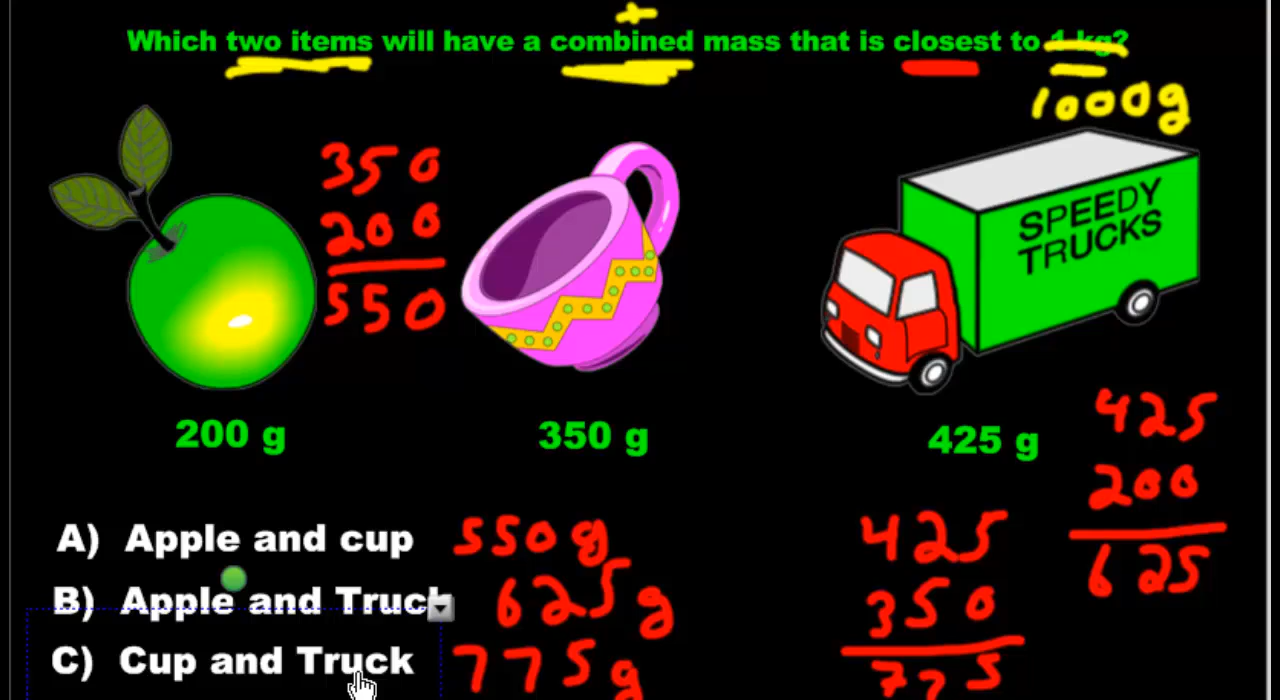 +
Which two items will have a combined mass that is closest to 1 kg?
1000g
350
200
550
SPEEDY
TRUCKS
200 g
350 g
425 g
425
200
625
A) Apple and cup 550g
B) Apple and Truck 625g
C) Cup and Truck 775g
425
350
775